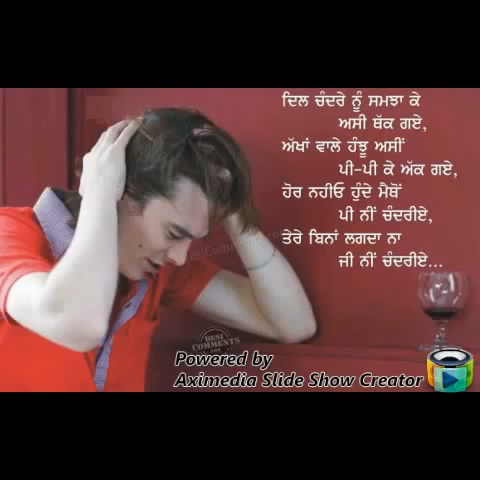 ਦਿਲ ਚੰਦਰੇ ਨੂੰ ਸਮਝਾ ਕੇ
ਅਸੀ ਥੱਕ ਗਏ,
ਅੱਖਾਂ ਵਾਲੇ ਹੰਝੂ ਅਸੀਂ
ਪੀ-ਪੀ ਕੇ ਅੱਕ ਗਏ,
ਹੋਰ ਨਹੀਓ ਹੁੰਦੇ ਮੈਥੋਂ
ਪੀ ਨੀਂ ਚੰਦਰੀਏ,
ਤੇਰੇ ਬਿਨਾਂ ਲਗਦਾ ਨਾ
ਜੀ ਨੀਂ ਚੰਦਰੀਏ...
DESI
COMMENTS
Powered by
Aximedia Slide Show Creator